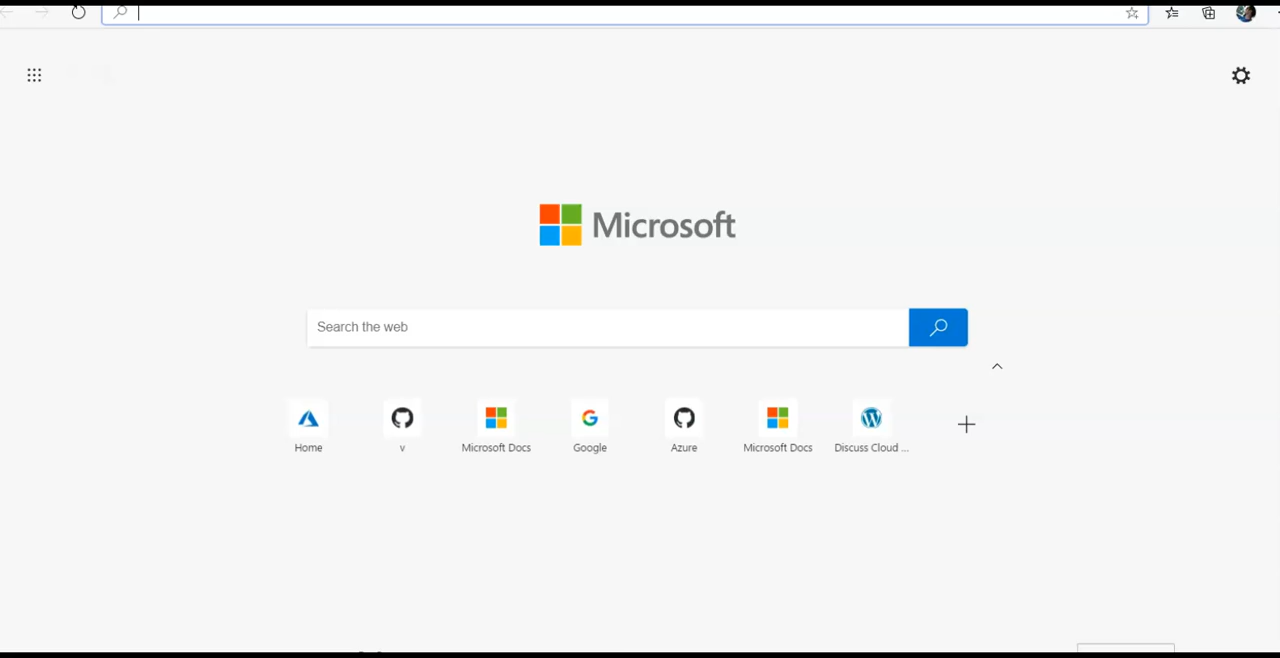 Microsoft
Search the web
Home
v
Microsoft Docs
Google
Azure
Microsoft Docs
Discuss Cloud ...